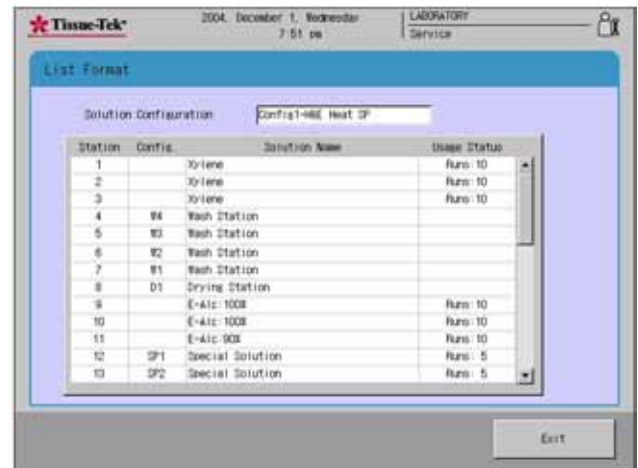 Tissue-Tek
2004, December 1, Wednesday
7:51 pm
LABORATORY
Service
List Format
Solution Configuration Config1-H&E Heat SP
Station Config. Solution Name Usage Status
1 Xylene Runs:10
2 Xylene Runs:10
3 Xylene Runs:10
4 W4 Wash Station
5 W3 Wash Station
6 W2 Wash Station
7 W1 Wash Station
8 D1 Drying Station
9 E-Alc:100% Runs:10
10 E-Alc:100% Runs:10
11 E-Alc:90% Runs:10
12 SP1 Special Solution Runs: 5
13 SP2 Special Solution Runs: 5
Exit